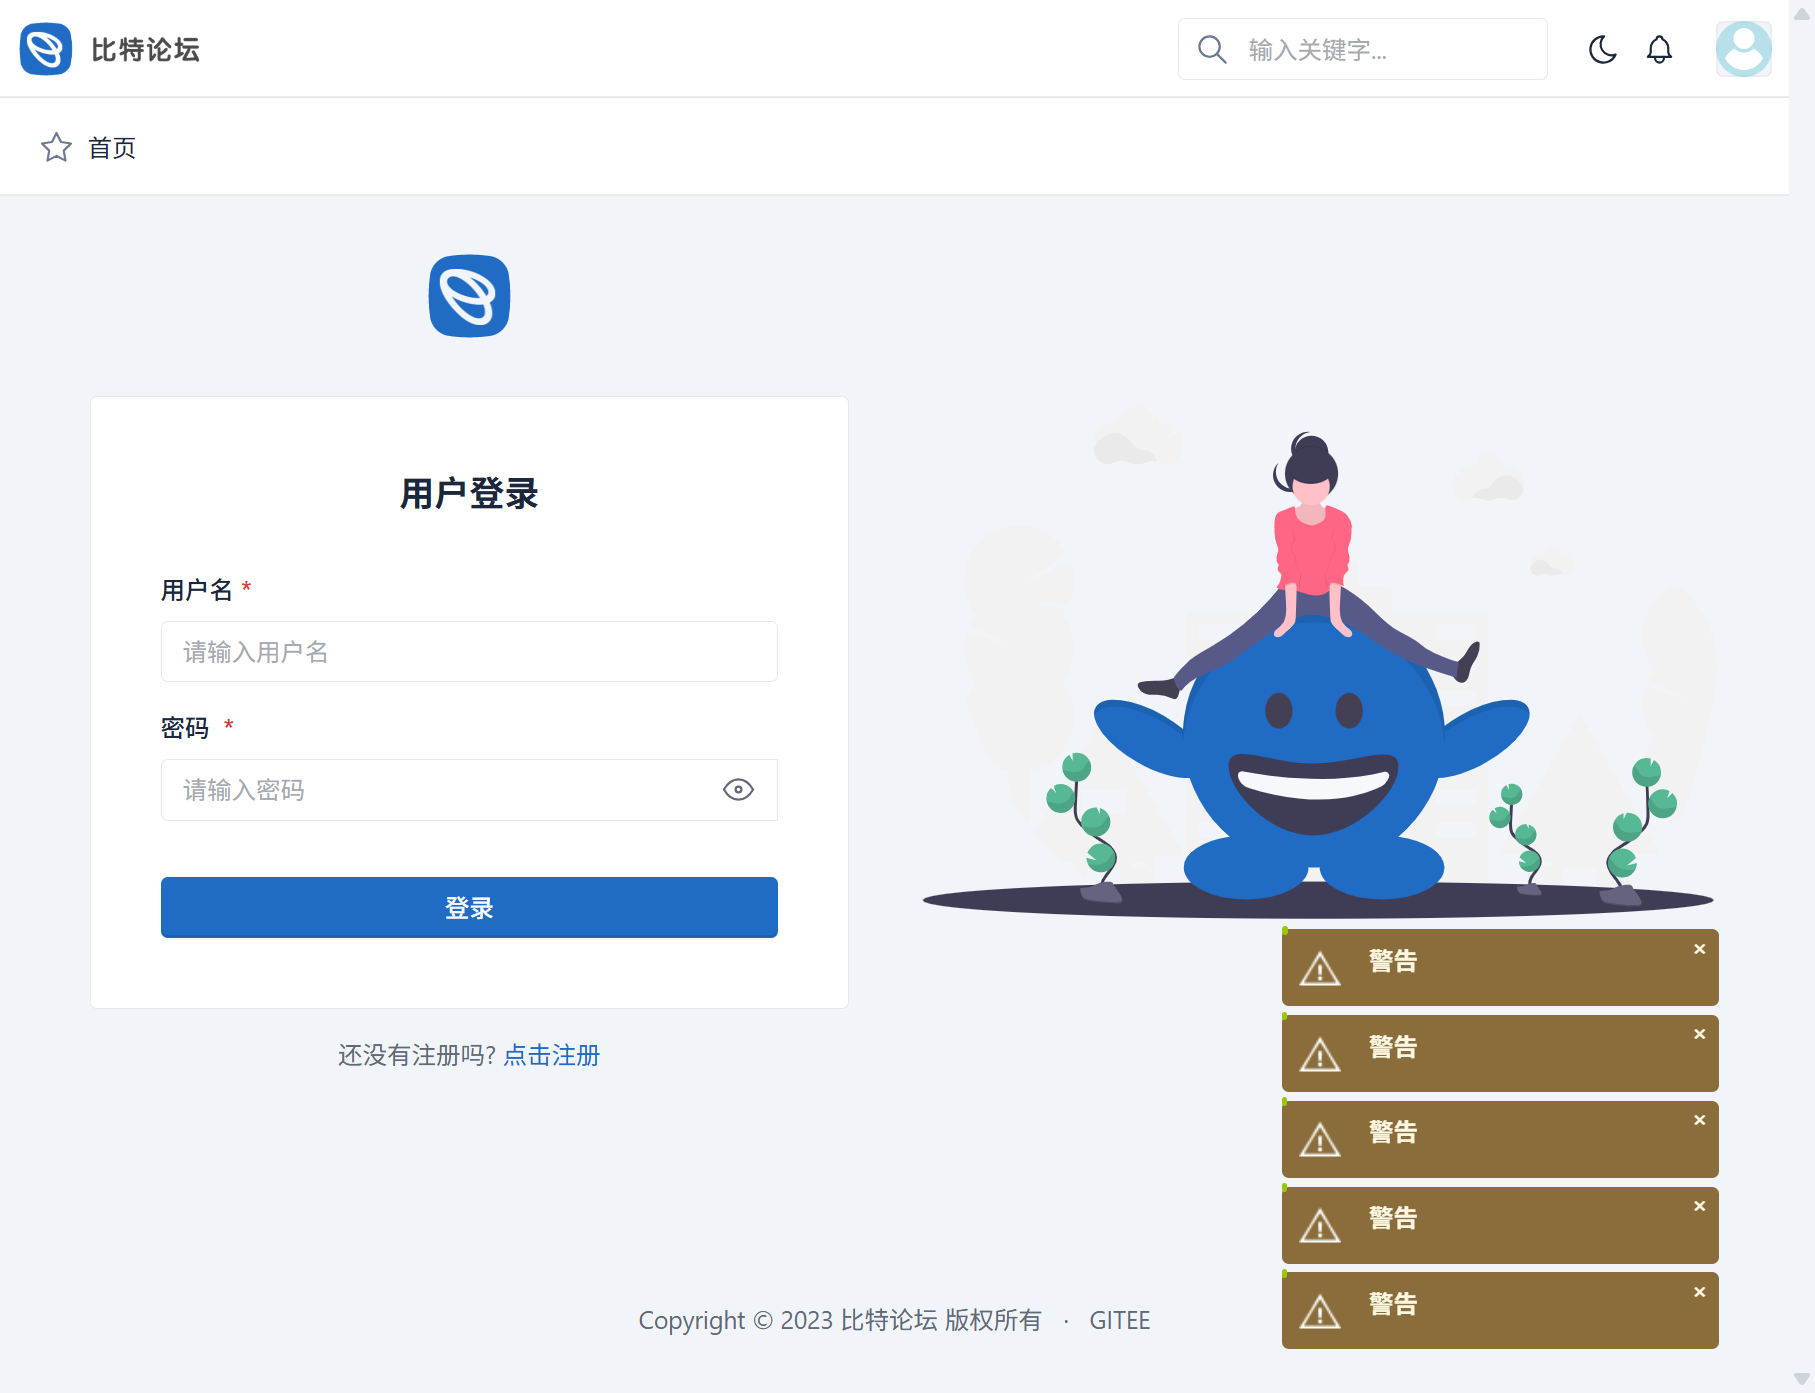 比特论坛
输入关键字...
首页
用户登录
用户名 *
请输入用户名
密码 *
请输入密码
登录
还没有注册吗? 点击注册
警告
警告
警告
警告
警告
Copyright © 2023 比特论坛 版权所有 · GITEE